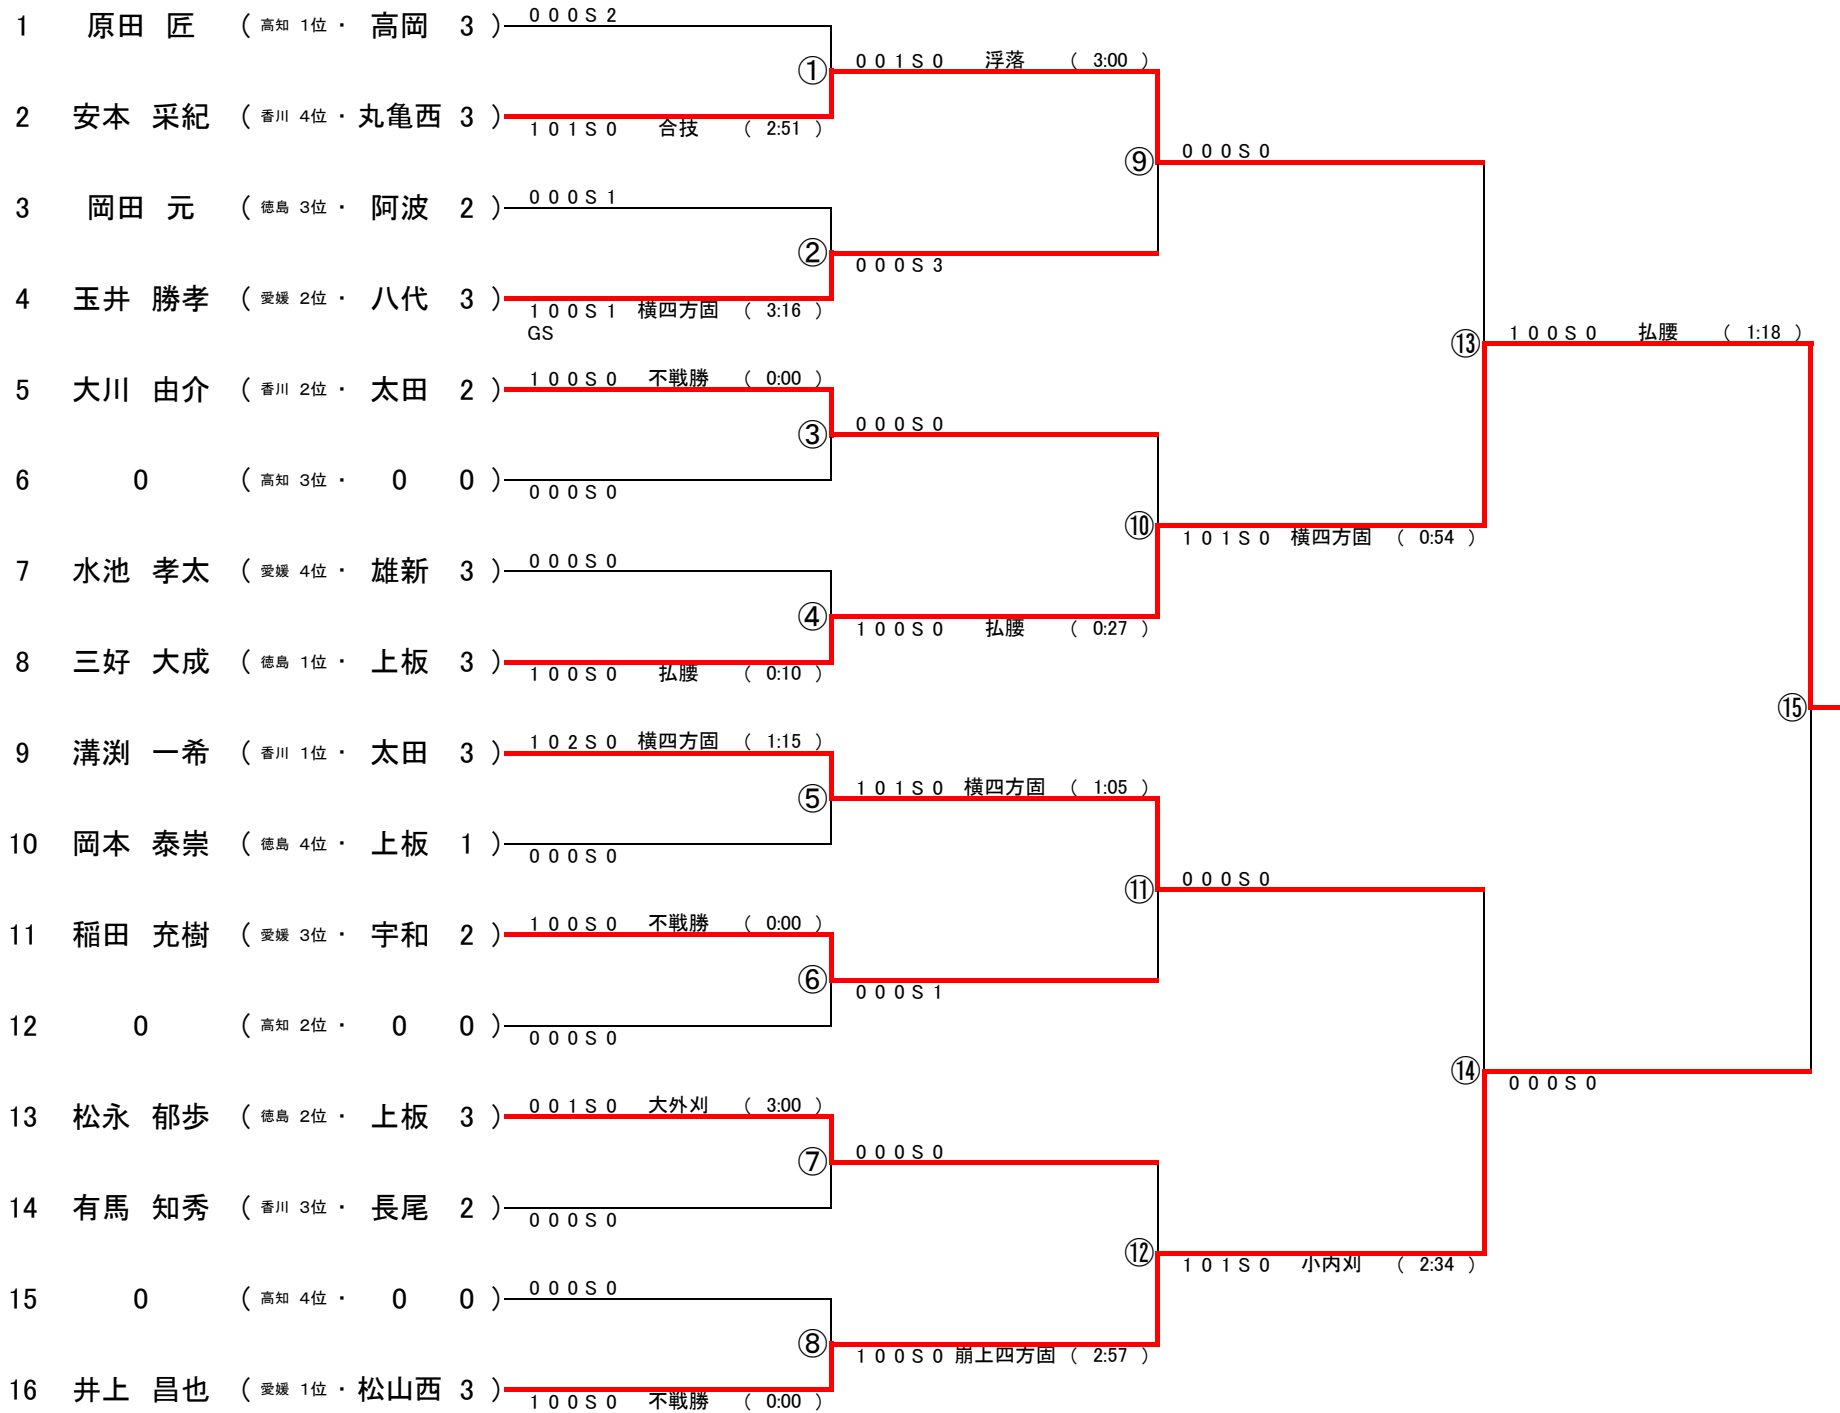 1 原田 匠 ( 高知 1位 ・ 高岡 3 ) 0 0 0 S 2
① 0 0 1 S 0 浮落 ( 3:00 )
2 安本 采紀 ( 香川 4位 ・ 丸亀西 3 ) 1 0 1 S 0 合技 ( 2:51 )
⑨ 0 0 0 S 0
3 岡田 元 ( 徳島 3位 ・ 阿波 2 ) 0 0 0 S 1
② 0 0 0 S 3
4 玉井 勝孝 ( 愛媛 2位 ・ 八代 3 ) 1 0 0 S 1 横四方固 ( 3:16 )
GS
⑬ 1 0 0 S 0 払腰 ( 1:18 )
5 大川 由介 ( 香川 2位 ・ 太田 2 ) 1 0 0 S 0 不戦勝 ( 0:00 )
③ 0 0 0 S 0
6 0 ( 高知 3位 ・ 0 0 ) 0 0 0 S 0
⑩ 1 0 1 S 0 横四方固 ( 0:54 )
7 水池 孝太 ( 愛媛 4位 ・ 雄新 3 ) 0 0 0 S 0
④ 1 0 0 S 0 払腰 ( 0:27 )
8 三好 大成 ( 徳島 1位 ・ 上板 3 ) 1 0 0 S 0 払腰 ( 0:10 )
⑮
9 溝渕 一希 ( 香川 1位 ・ 太田 3 ) 1 0 2 S 0 横四方固 ( 1:15 )
⑤ 1 0 1 S 0 横四方固 ( 1:05 )
10 岡本 泰崇 ( 徳島 4位 ・ 上板 1 ) 0 0 0 S 0
⑪ 0 0 0 S 0
11 稲田 充樹 ( 愛媛 3位 ・ 宇和 2 ) 1 0 0 S 0 不戦勝 ( 0:00 )
⑥ 0 0 0 S 1
12 0 ( 高知 2位 ・ 0 0 ) 0 0 0 S 0
⑭ 0 0 0 S 0
13 松永 郁歩 ( 徳島 2位 ・ 上板 3 ) 0 0 1 S 0 大外刈 ( 3:00 )
⑦ 0 0 0 S 0
14 有馬 知秀 ( 香川 3位 ・ 長尾 2 ) 0 0 0 S 0
⑫ 1 0 1 S 0 小内刈 ( 2:34 )
15 0 ( 高知 4位 ・ 0 0 ) 0 0 0 S 0
⑧ 1 0 0 S 0 崩上四方固 ( 2:57 )
16 井上 昌也 ( 愛媛 1位 ・ 松山西 3 ) 1 0 0 S 0 不戦勝 ( 0:00 )